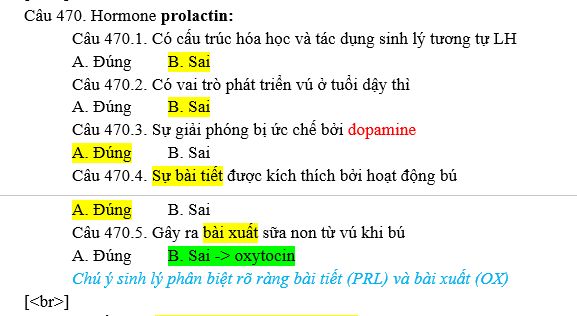 Câu 470. Hormone prolactin:
Câu 470.1. Có cấu trúc hóa học và tác dụng sinh lý tương tự LH
A. Đúng B. Sai
Câu 470.2. Có vai trò phát triển vú ở tuổi dậy thì
A. Đúng B. Sai
Câu 470.3. Sự giải phóng bị ức chế bởi dopamine
A. Đúng B. Sai
Câu 470.4. Sự bài tiết được kích thích bởi hoạt động bú
A. Đúng B. Sai
Câu 470.5. Gây ra bài xuất sữa non từ vú khi bú
A. Đúng B. Sai -> oxytocin
Chú ý sinh lý phân biệt rõ ràng bài tiết (PRL) và bài xuất (OX)
[<br>]